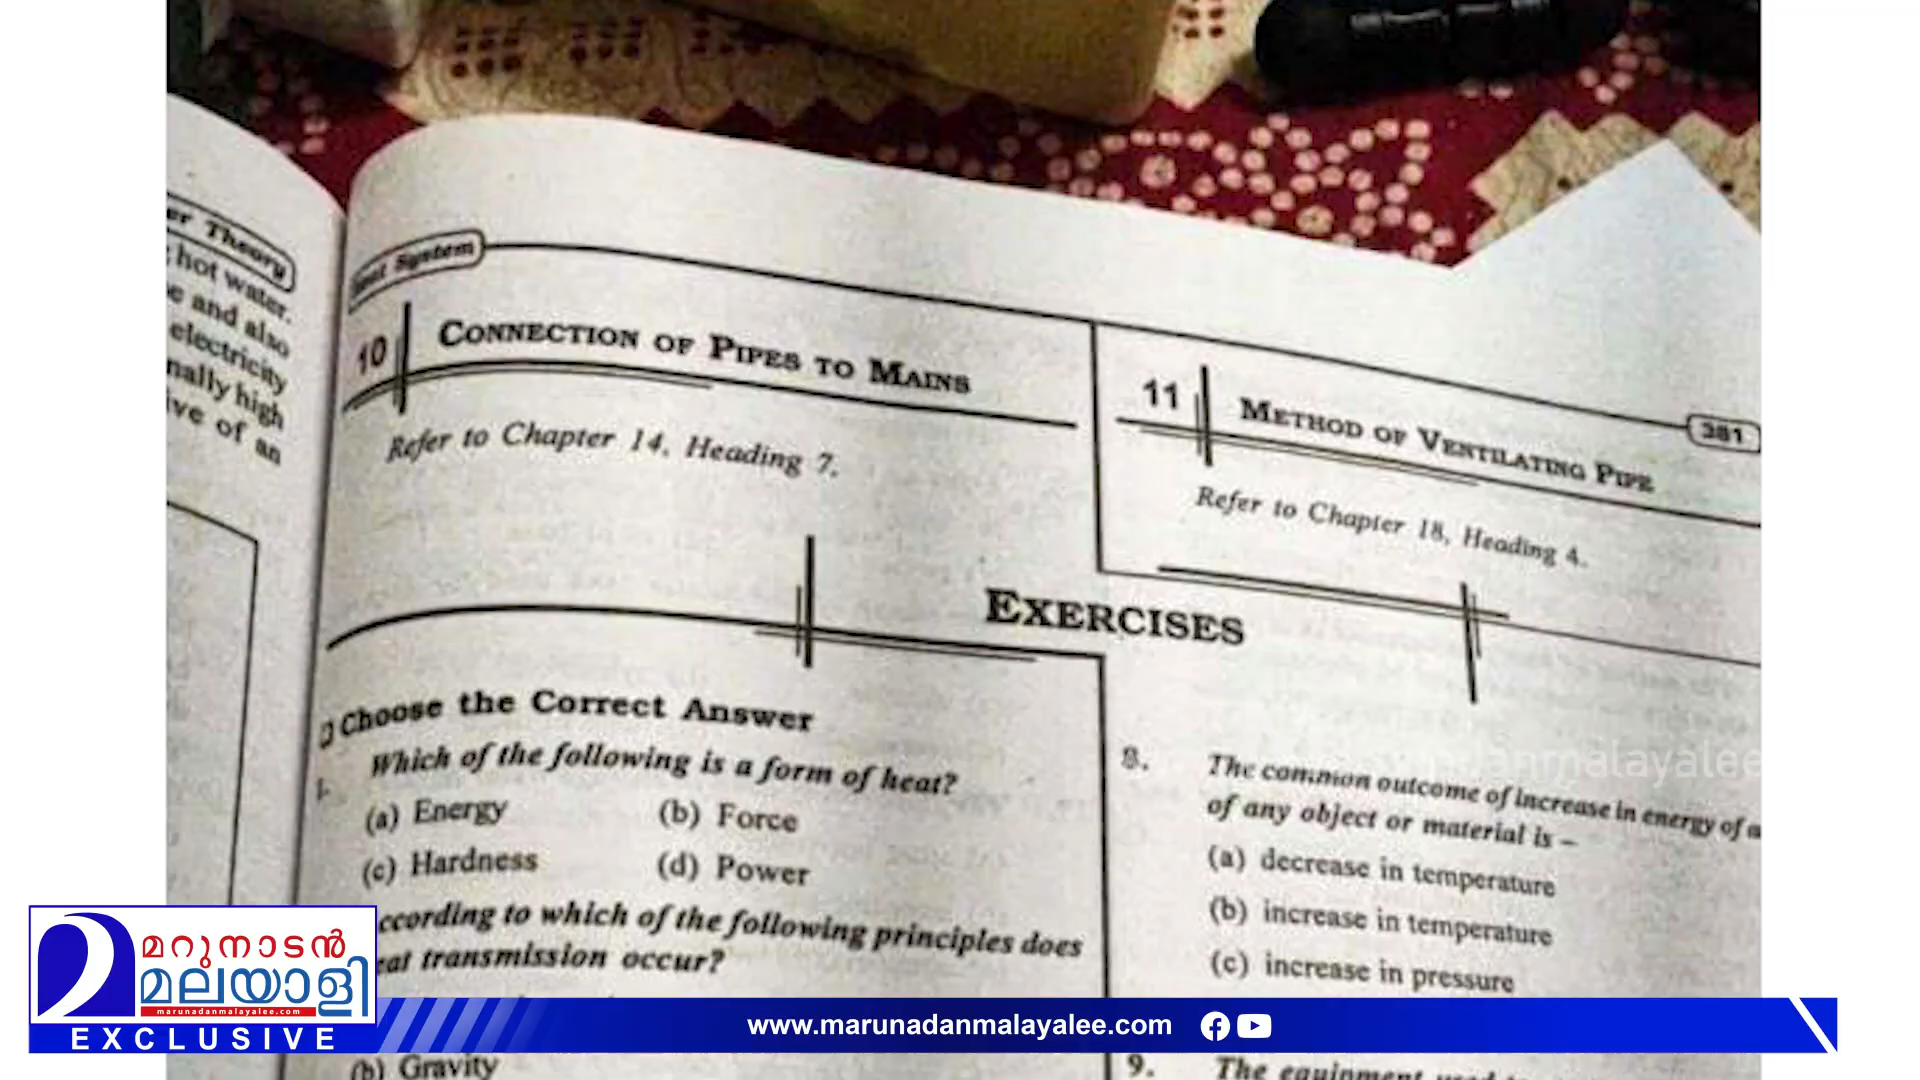 er Theory
hot water.
e and also
electricity
nally high
ive of an
System
381
10 CONNECTION OF PIPES TO MAINS
Refer to Chapter 14, Heading 7.
11 METHOD OF VENTILATING PIPE
Refer to Chapter 18, Heading 4.
EXERCISES
Choose the Correct Answer
1. Which of the following is a form of heat?
(a) Energy (b) Force
(c) Hardness (d) Power
ccording to which of the following principles does
eat transmission occur?
(b) Gravity
8. The common outcome of increase in energy of a
of any object or material is –
(a) decrease in temperature
(b) increase in temperature
(c) increase in pressure
9. The equipment used
danmalayalee
മറുനാടൻ
മലയാളി
marunadanmalayalee.com
EXCLUSIVE
www.marunadanmalayalee.com